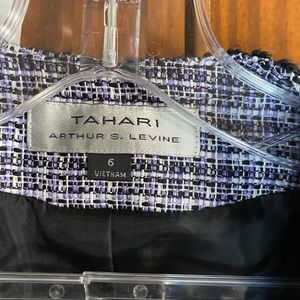 TAHARI
ARTHUR S. LEVINE
6
VIETNAM